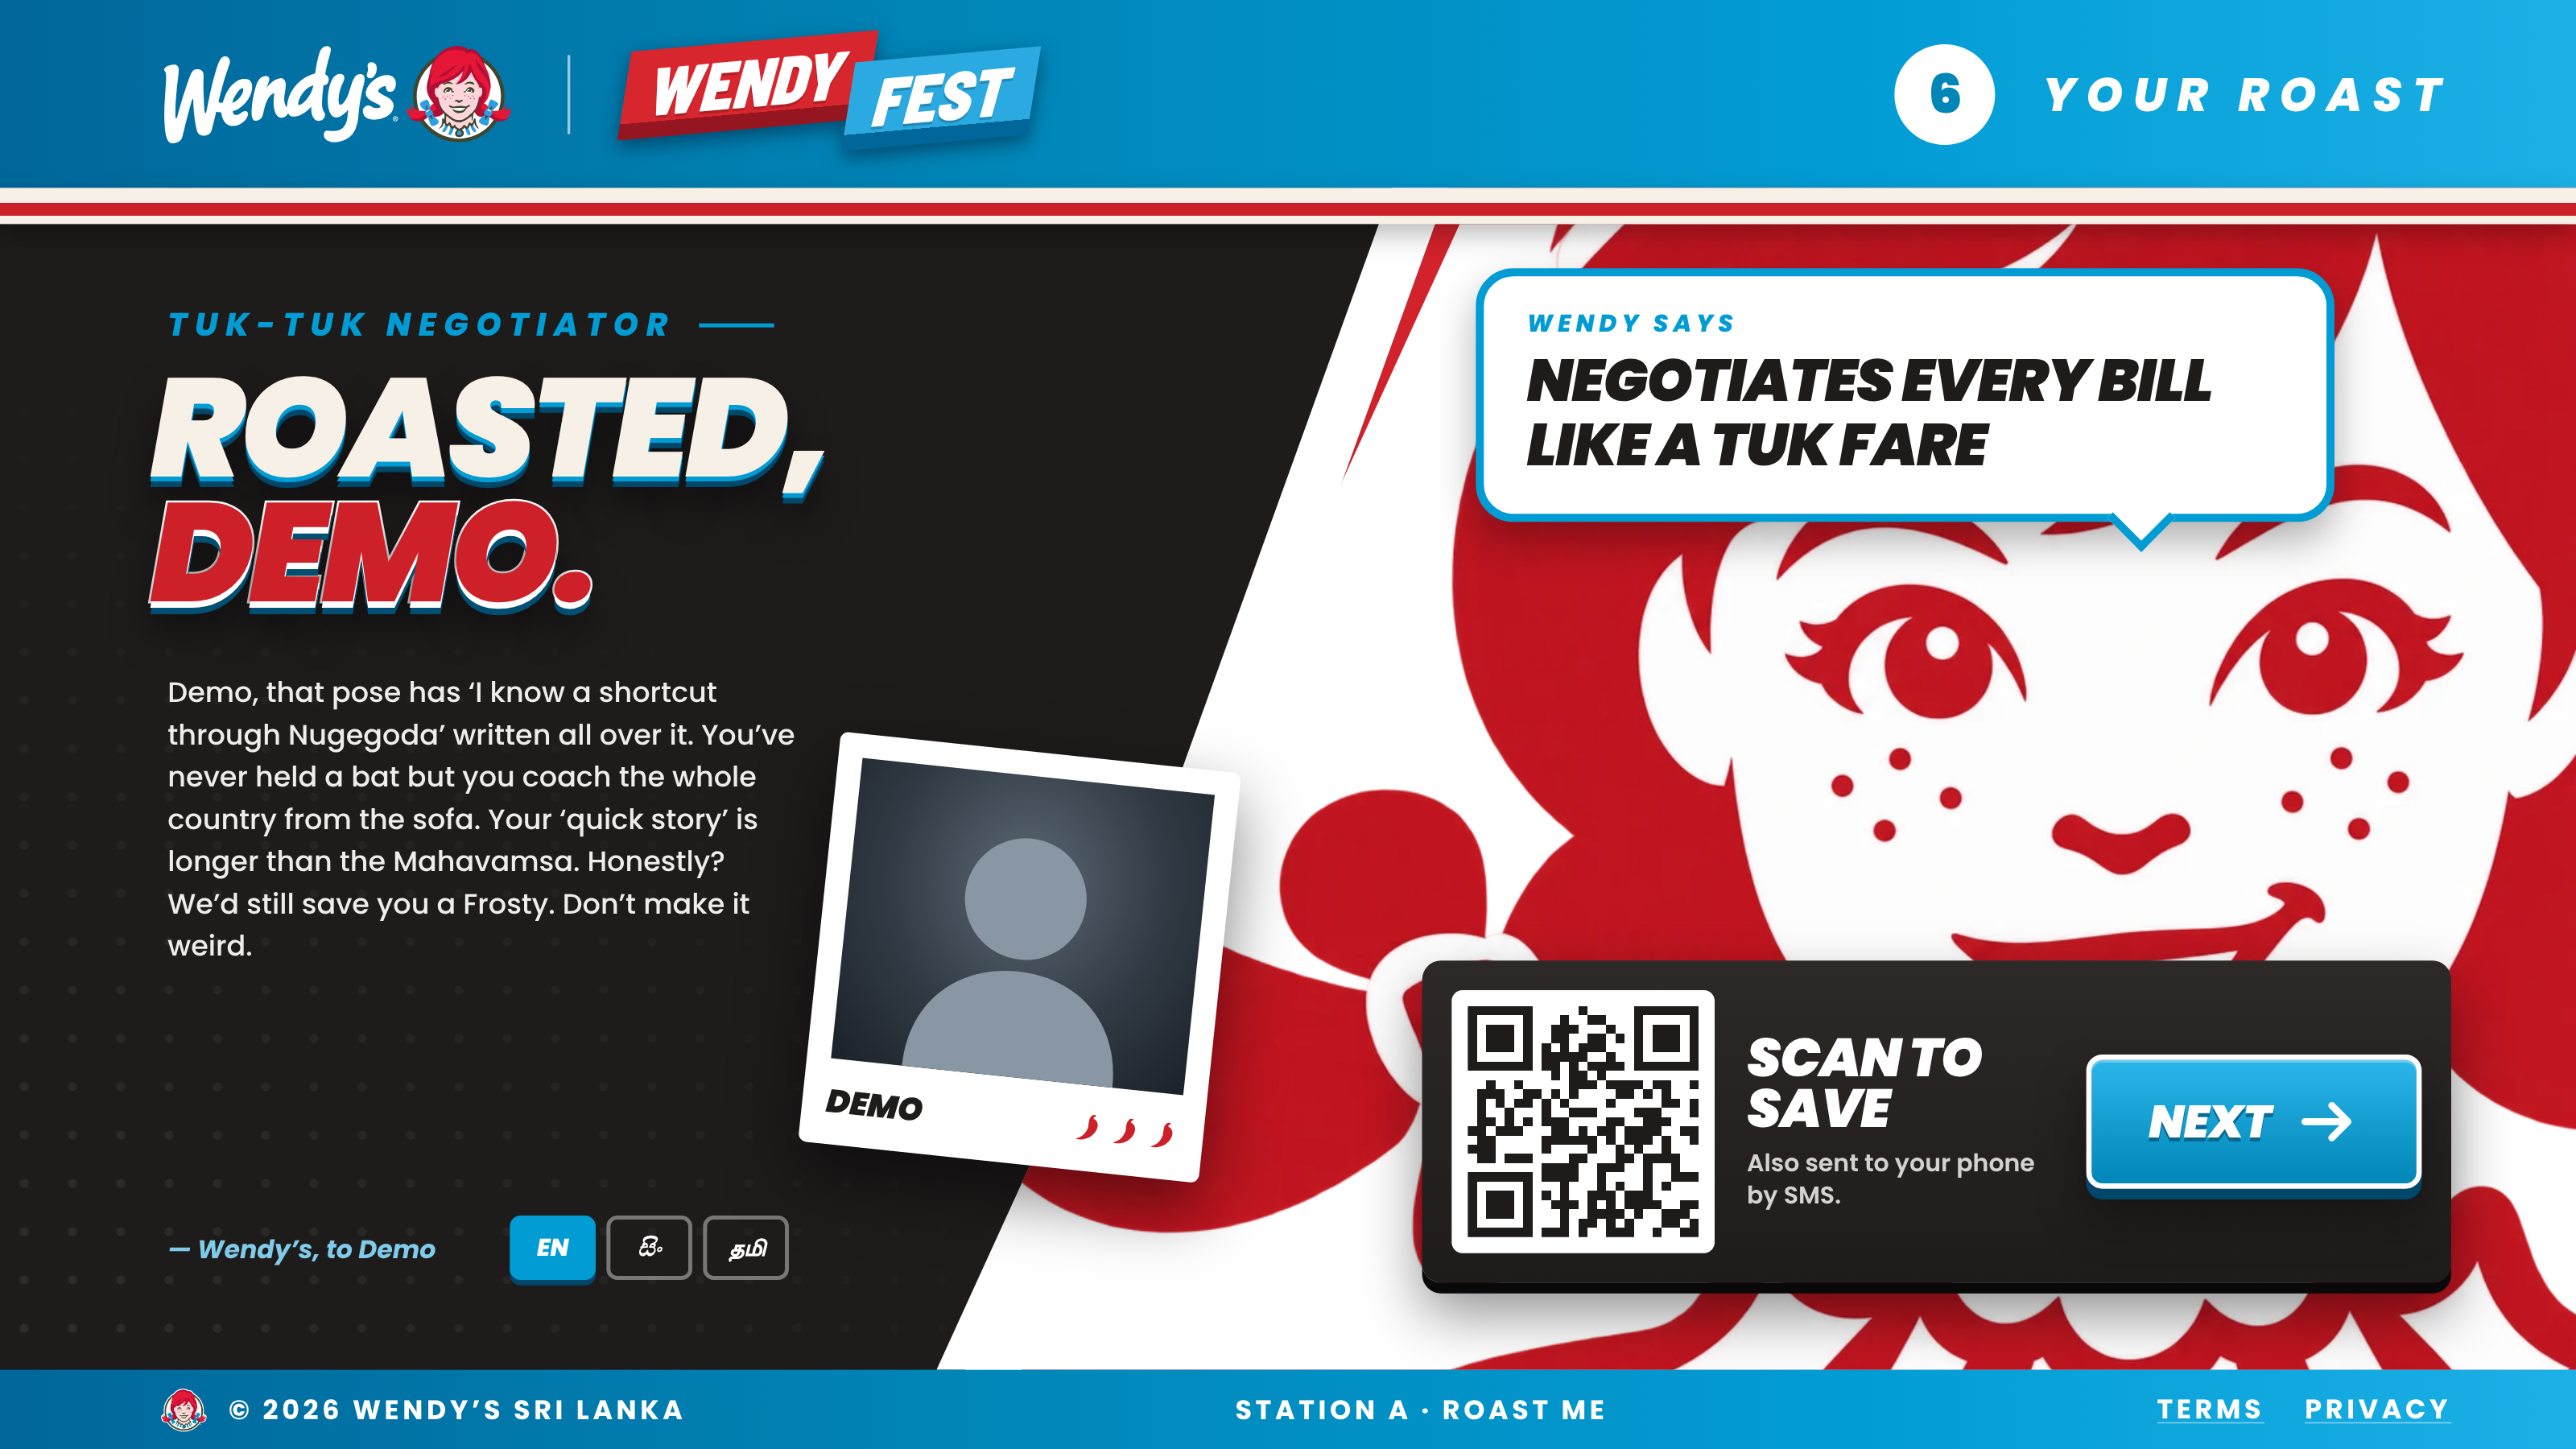 Wendy's
WENDY
FEST
6 YOUR ROAST
TUK-TUK NEGOTIATOR
ROASTED,
DEMO.
Demo, that pose has ‘I know a shortcut
through Nugegoda’ written all over it. You’ve
never held a bat but you coach the whole
country from the sofa. Your ‘quick story’ is
longer than the Mahavamsa. Honestly?
We’d still save you a Frosty. Don’t make it
weird.
— Wendy’s, to Demo
EN
සිං
தமி
DEMO
WENDY SAYS
NEGOTIATES EVERY BILL
LIKE A TUK FARE
SCAN TO
SAVE
Also sent to your phone
by SMS.
NEXT →
© 2026 WENDY’S SRI LANKA
STATION A · ROAST ME
TERMS
PRIVACY